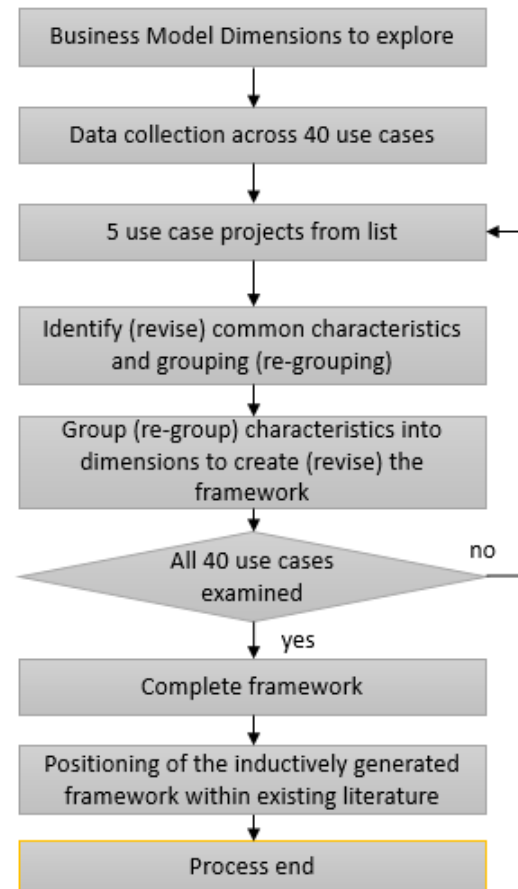 Business Model Dimensions to explore
Data collection across 40 use cases
5 use case projects from list
Identify (revise) common characteristics
and grouping (re-grouping)
Group (re-group) characteristics into
dimensions to create (revise) the
framework
All 40 use cases
examined
no
yes
Complete framework
Positioning of the inductively generated
framework within existing literature
Process end